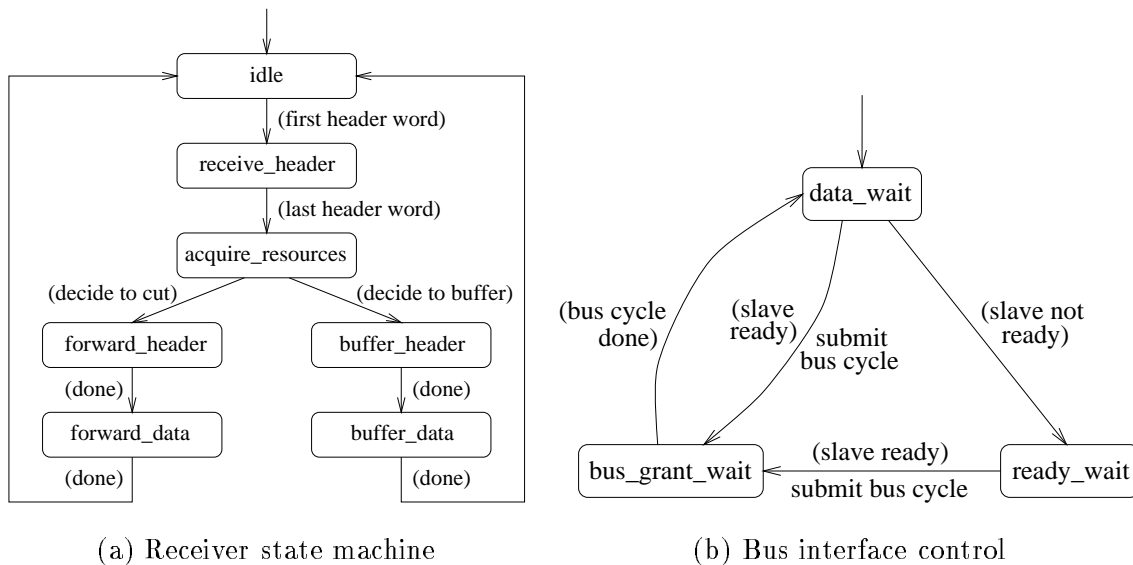 idle
(first header word)
receive_header
(last header word)
acquire_resources
(decide to cut)
(decide to buffer)
forward_header
buffer_header
(done)
(done)
forward_data
buffer_data
(done)
(done)
(a) Receiver state machine
data_wait
(bus cycle
done)
(slave
ready)
submit
bus cycle
(slave not
ready)
bus_grant_wait
(slave ready)
submit bus cycle
ready_wait
(b) Bus interface control